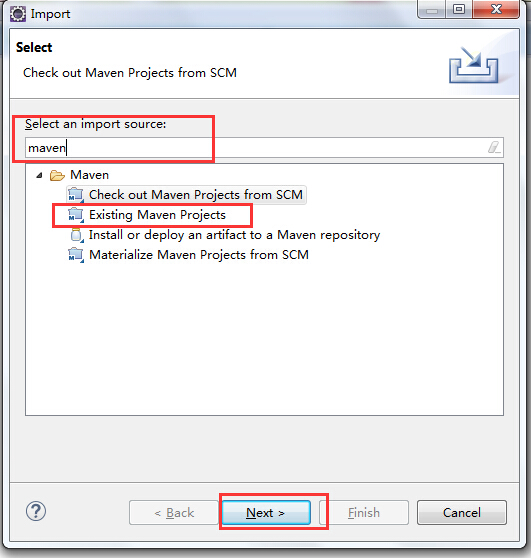 Import
Select
Check out Maven Projects from SCM
Select an import source:
maven
Maven
Check out Maven Projects from SCM
Existing Maven Projects
Install or deploy an artifact to a Maven repository
Materialize Maven Projects from SCM
?
< Back
Next >
Finish
Cancel